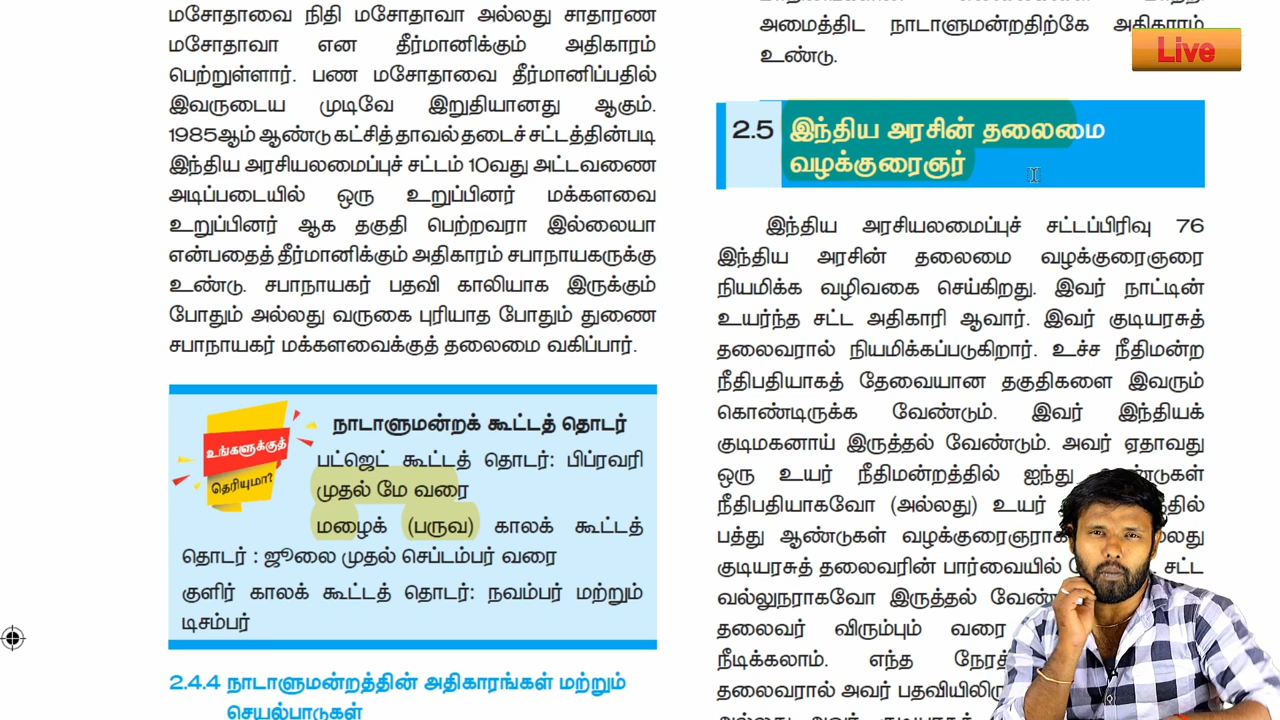 மசோதாவை நிதி மசோதாவா அல்லது சாதாரண
மசோதாவா என தீர்மானிக்கும் அதிகாரம்
பெற்றுள்ளார். பண மசோதாவை தீர்மானிப்பதில்
இவருடைய முடிவே இறுதியானது ஆகும்.
1985ஆம் ஆண்டு கட்சித் தாவல் தடைச் சட்டத்தின்படி
இந்திய அரசியலமைப்புச் சட்டம் 10வது அட்டவணை
அடிப்படையில் ஒரு உறுப்பினர் மக்களவை
உறுப்பினர் ஆக தகுதி பெற்றவரா இல்லையா
என்பதைத் தீர்மானிக்கும் அதிகாரம் சபாநாயகருக்கு
உண்டு. சபாநாயகர் பதவி காலியாக இருக்கும்
போதும் அல்லது வருகை புரியாத போதும் துணை
சபாநாயகர் மக்களவைக்குத் தலைமை வகிப்பார்.
உங்களுக்குத்
தெரியுமா?
நாடாளுமன்றக் கூட்டத் தொடர்
பட்ஜெட் கூட்டத் தொடர்: பிப்ரவரி
முதல் மே வரை
மழைக் (பருவ) காலக் கூட்டத்
தொடர் : ஜூலை முதல் செப்டம்பர் வரை
குளிர் காலக் கூட்டத் தொடர்: நவம்பர் மற்றும்
டிசம்பர்
2.4.4 நாடாளுமன்றத்தின் அதிகாரங்கள் மற்றும்
செயல்பாடுகள்
அமைத்திட நாடாளுமன்றதிற்கே அதிகாரம்
உண்டு.
Live
2.5 இந்திய அரசின் தலைமை
வழக்குரைஞர்
இந்திய அரசியலமைப்புச் சட்டப்பிரிவு 76
இந்திய அரசின் தலைமை வழக்குரைஞரை
நியமிக்க வழிவகை செய்கிறது. இவர் நாட்டின்
உயர்ந்த சட்ட அதிகாரி ஆவார். இவர் குடியரசுத்
தலைவரால் நியமிக்கப்படுகிறார். உச்ச நீதிமன்ற
நீதிபதியாகத் தேவையான தகுதிகளை இவரும்
கொண்டிருக்க வேண்டும். இவர் இந்தியக்
குடிமகனாய் இருத்தல் வேண்டும். அவர் ஏதாவது
ஒரு உயர் நீதிமன்றத்தில் ஐந்து
நீதிபதியாகவோ (அல்லது) உயர்
பத்து ஆண்டுகள்
குடியரசுத் தலைவரின் பார்வையில் சட்ட
வல்லுநராகவோ இருத்தல்
தலைவர் விரும்பும் வரை
நீடிக்கலாம். எந்த
தலைவரால் அவர்